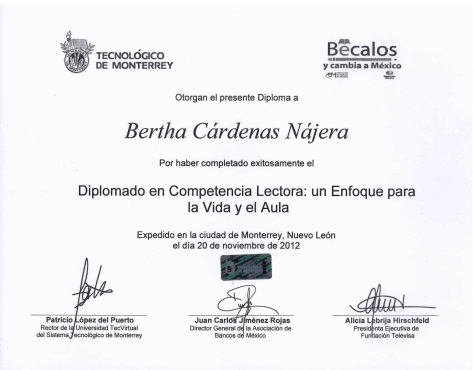 TECNOLÓGICO
DE MONTERREY
Bécalos
y cambia a México
Otorgan el presente Diploma a
Bertha Cárdenas Nájera
Por haber completado exitosamente el
Diplomado en Competencia Lectora: un Enfoque para
la Vida y el Aula
Expedido en la ciudad de Monterrey, Nuevo León
el día 20 de noviembre de 2012
Patricio López del Puerto
Rector de la Universidad TecVirtual
del Sistema Tecnológico de Monterrey
Juan Carlos Jiménez Rojas
Director General de la Asociación de
Bancos de México
Alicia Lebrija Hirschfeld
Presidenta Ejecutiva de
Fundación Televisa